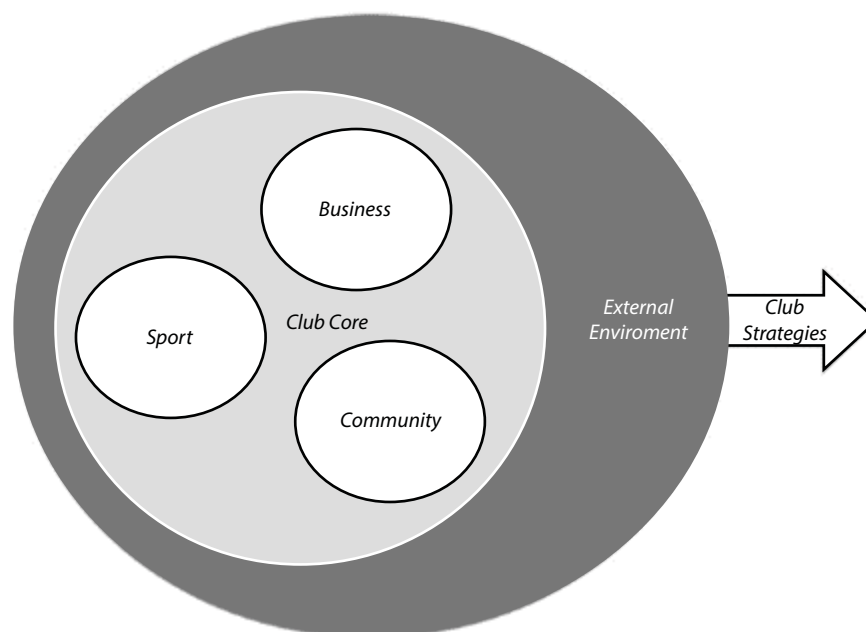 Business
Sport
Club Core
Community
External
Enviroment
Club
Strategies